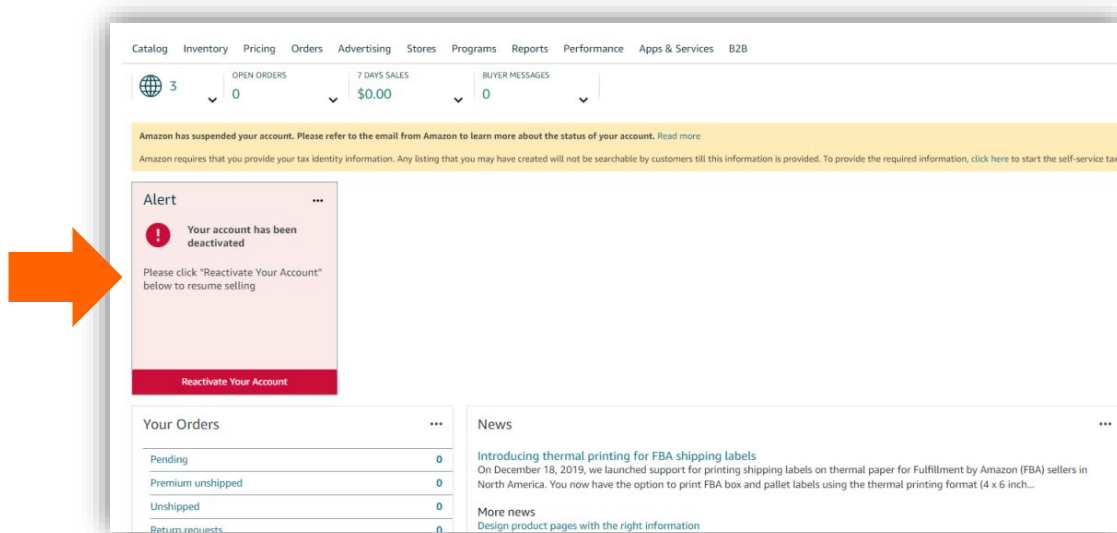 Catalog Inventory Pricing Orders Advertising Stores Programs Reports Performance Apps & Services B2B
3
OPEN ORDERS
0
7 DAYS SALES
$0.00
BUYER MESSAGES
0
Amazon has suspended your account. Please refer to the email from Amazon to learn more about the status of your account. Read more
Amazon requires that you provide your tax identity information. Any listing that you may have created will not be searchable by customers till this information is provided. To provide the required information, click here to start the self-service tax
Alert
Your account has been
deactivated
Please click "Reactivate Your Account"
below to resume selling
Reactivate Your Account
Your Orders
Pending 0
Premium unshipped 0
Unshipped 0
Return requests 0
News
Introducing thermal printing for FBA shipping labels
On December 18, 2019, we launched support for printing shipping labels on thermal paper for Fulfillment by Amazon (FBA) sellers in
North America. You now have the option to print FBA box and pallet labels using the thermal printing format (4 x 6 inch...
More news
Design product pages with the right information